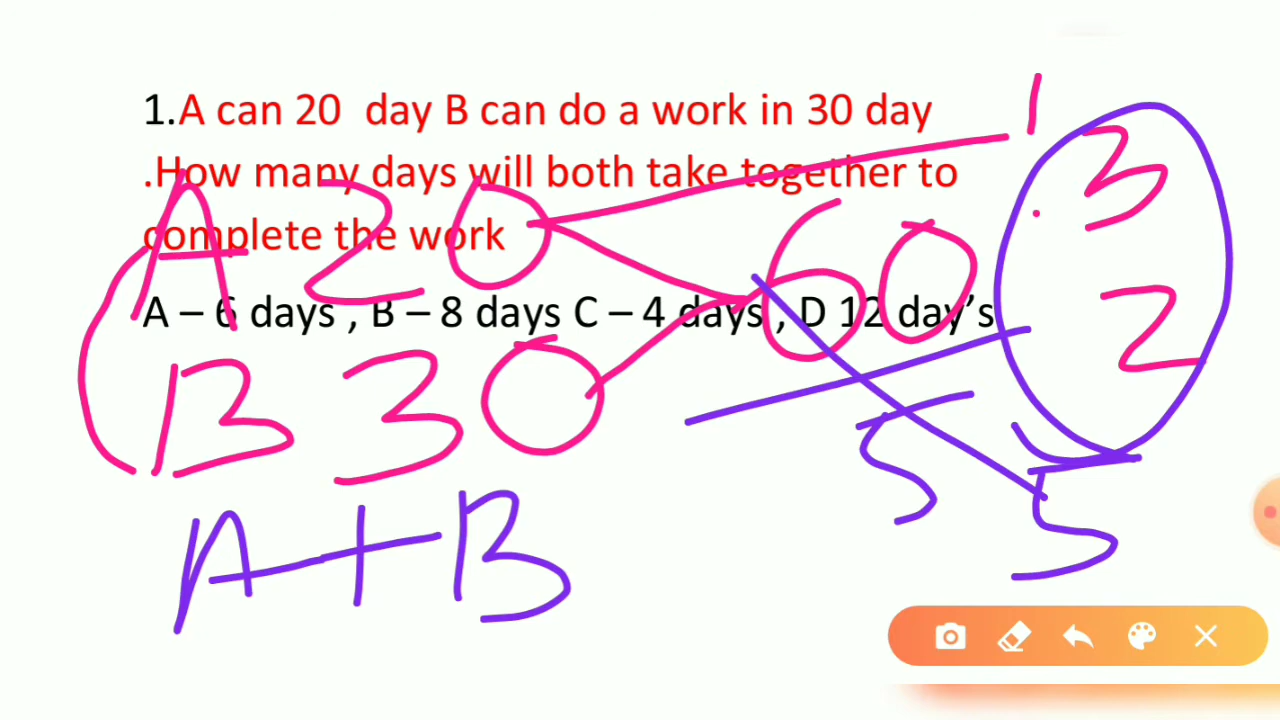 1.A can 20 day B can do a work in 30 day
.How many days will both take together to
complete the work
A – 6 days , B – 8 days C – 4 days , D 12 day's
A 20
B 30
60
3
2
5
5
A+B